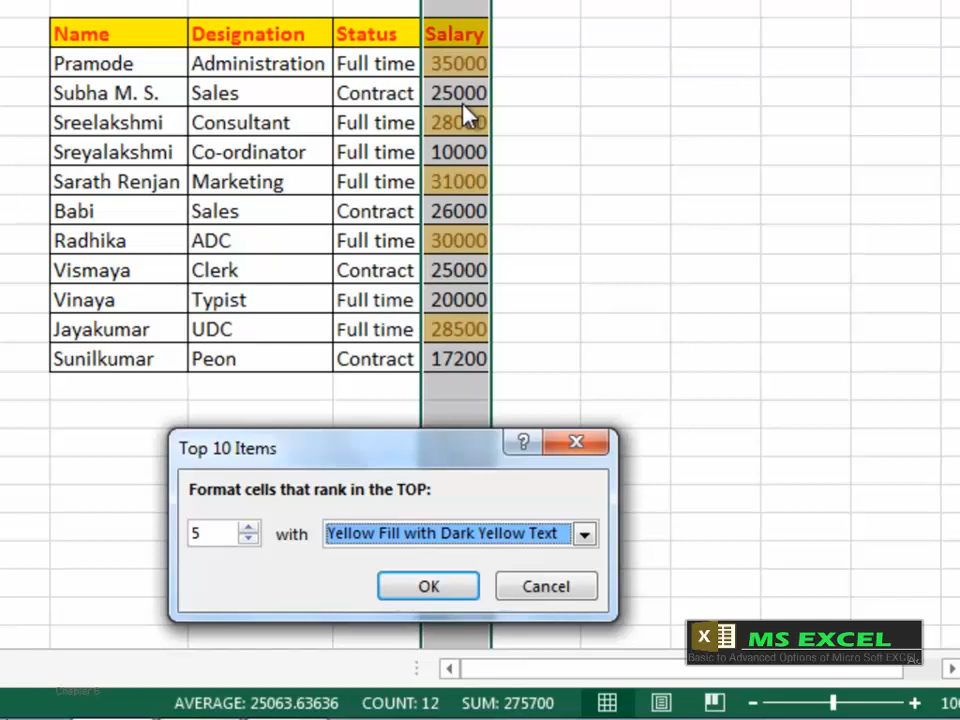 Name Designation Status Salary
Pramode Administration Full time 35000
Subha M. S. Sales Contract 25000
Sreelakshmi Consultant Full time 28000
Sreyalakshmi Co-ordinator Full time 10000
Sarath Renjan Marketing Full time 31000
Babi Sales Contract 26000
Radhika ADC Full time 30000
Vismaya Clerk Contract 25000
Vinaya Typist Full time 20000
Jayakumar UDC Full time 28500
Sunilkumar Peon Contract 17200
Top 10 Items
Format cells that rank in the TOP:
5 with Yellow Fill with Dark Yellow Text
OK Cancel
MS EXCEL
Basic to Advanced Options of Micro Soft EXCEL
AVERAGE: 25063.63636 COUNT: 12 SUM: 275700